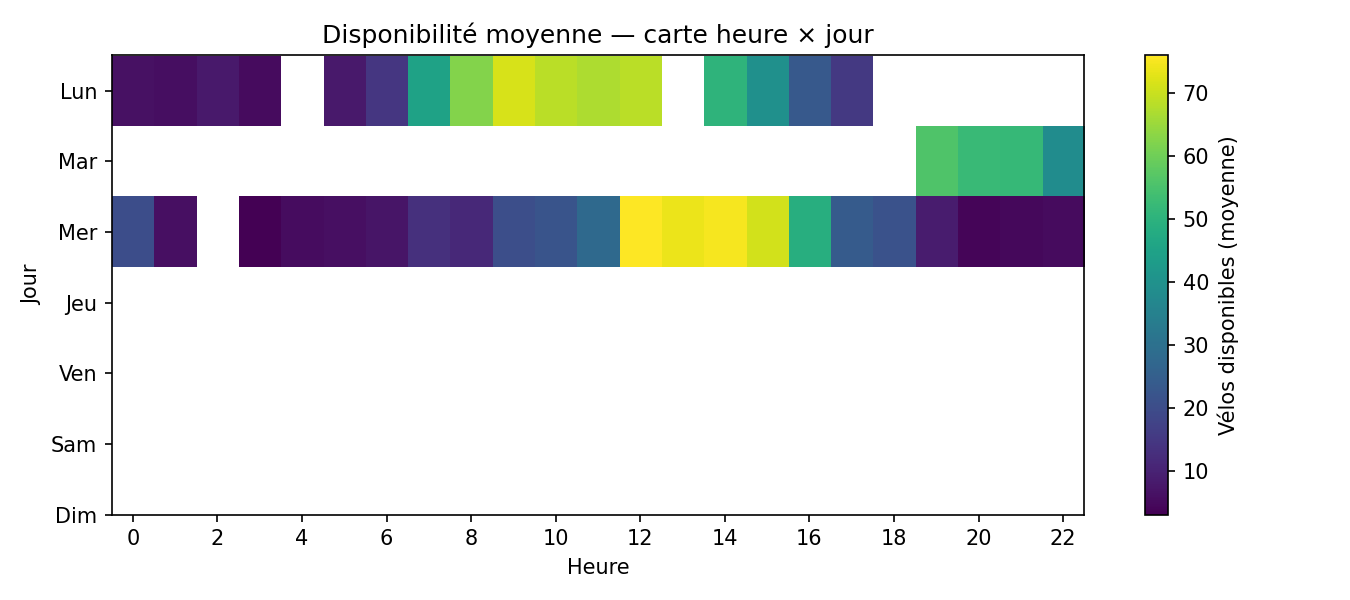 Disponibilité moyenne — carte heure × jour
Jour
Lun
Mar
Mer
Jeu
Ven
Sam
Dim
0 2 4 6 8 10 12 14 16 18 20 22
Heure
70
60
50
40
30
20
10
Vélos disponibles (moyenne)